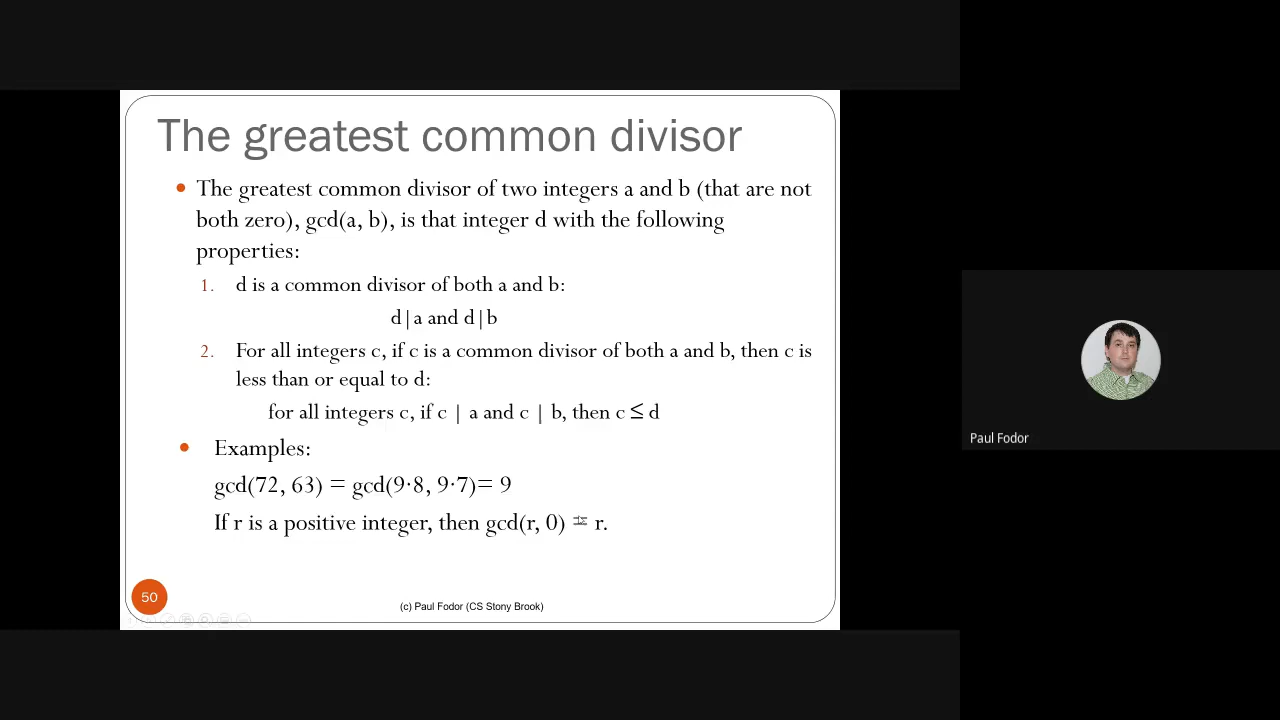 The greatest common divisor
• The greatest common divisor of two integers a and b (that are not
both zero), gcd(a, b), is that integer d with the following
properties:
1. d is a common divisor of both a and b:
d|a and d|b
2. For all integers c, if c is a common divisor of both a and b, then c is
less than or equal to d:
for all integers c, if c | a and c | b, then c ≤ d
• Examples:
gcd(72, 63) = gcd(9·8, 9·7)= 9
If r is a positive integer, then gcd(r, 0) = r.
50
(c) Paul Fodor (CS Stony Brook)
Paul Fodor